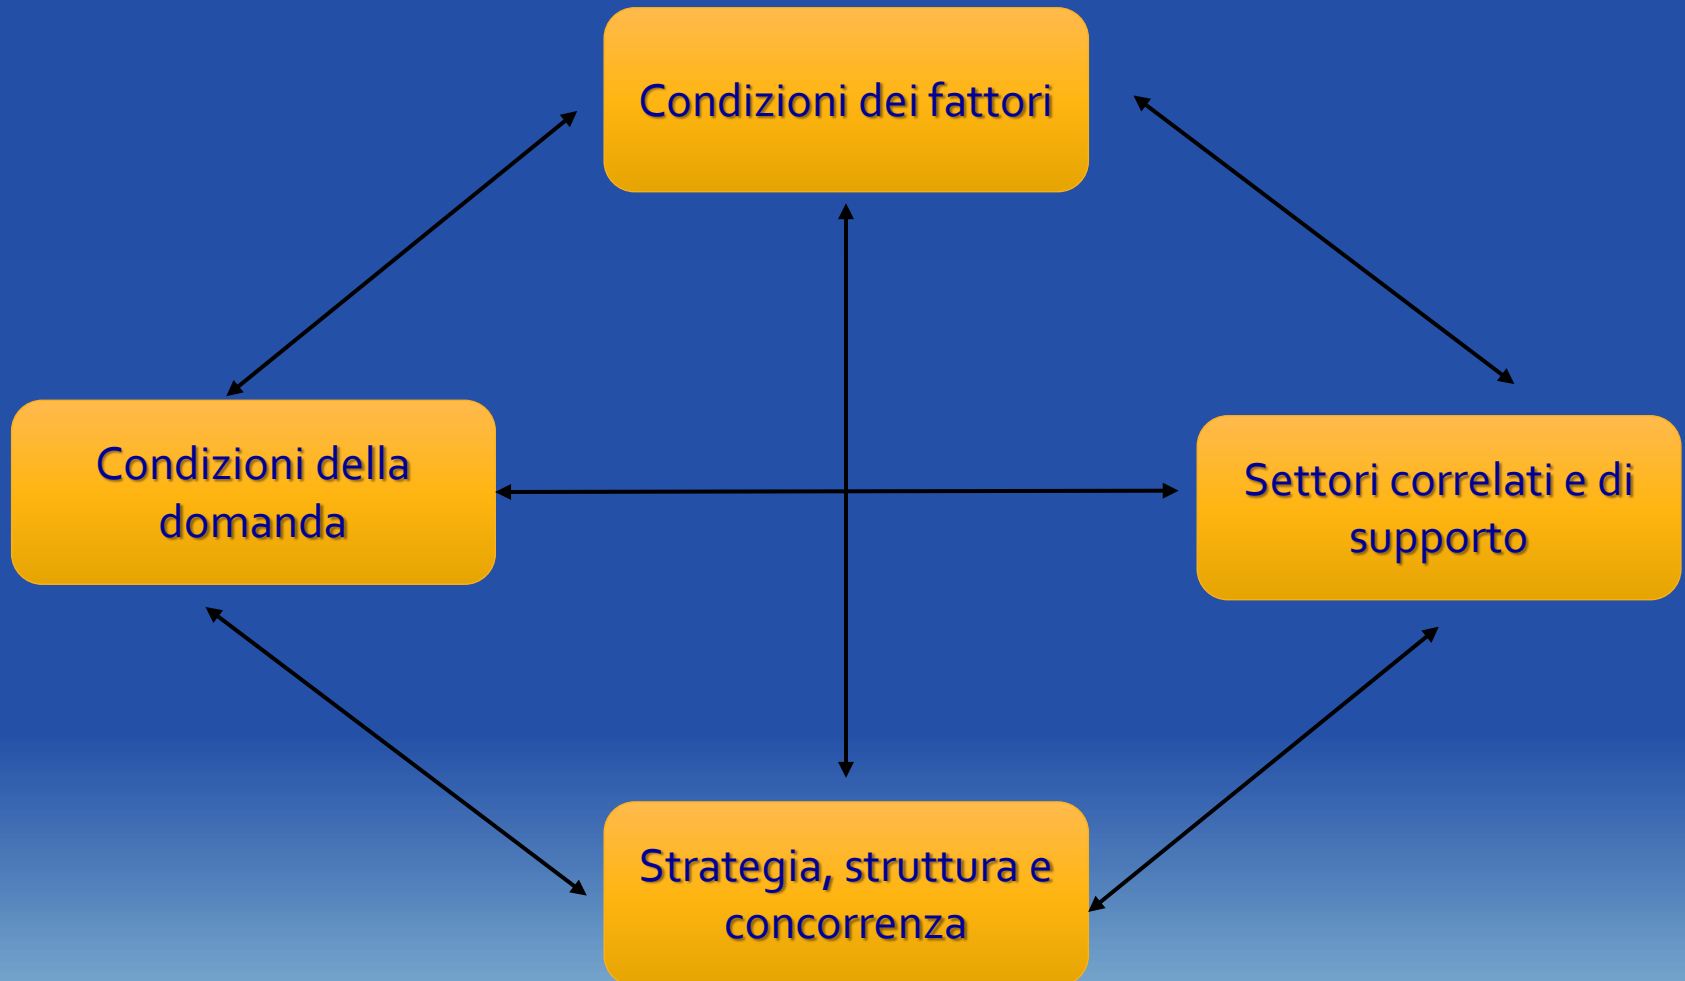 Condizioni dei fattori
Condizioni della
domanda
Settori correlati e di
supporto
Strategia, struttura e
concorrenza